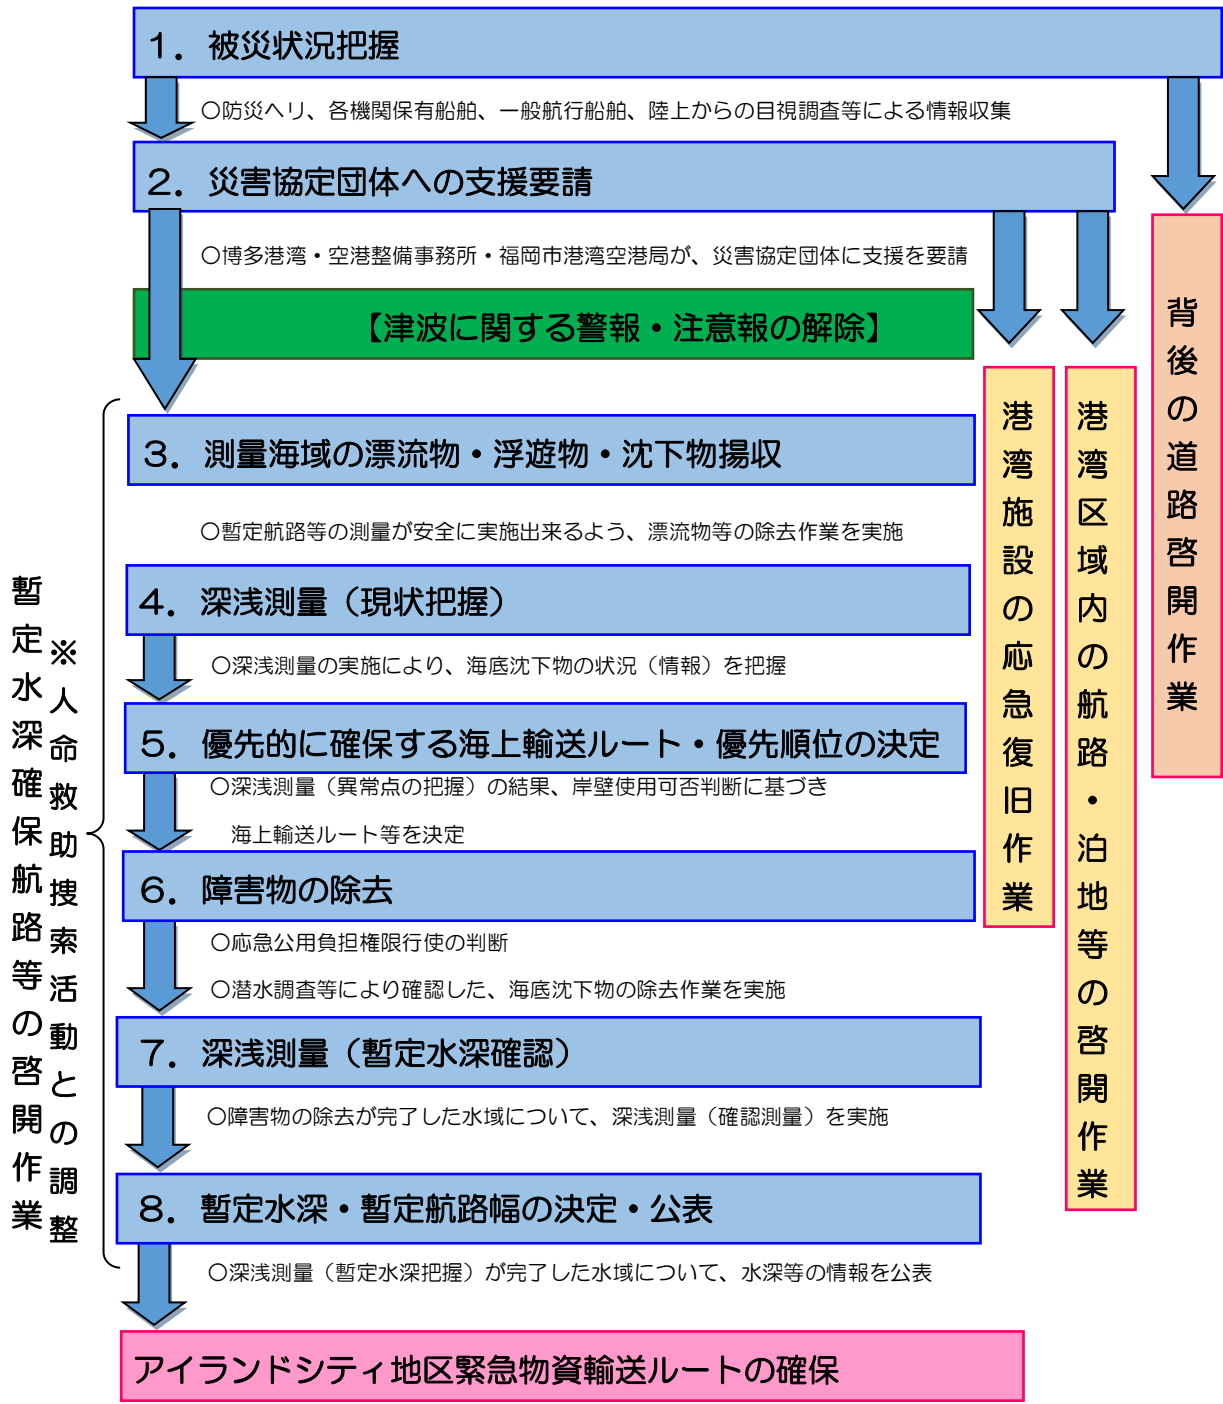 １．被災状況把握
〇防災ヘリ、各機関保有船舶、一般航行船舶、陸上からの目視調査等による情報収集
２．災害協定団体への支援要請
〇博多港湾・空港整備事務所・福岡市港湾空港局が、災害協定団体に支援を要請
【津波に関する警報・注意報の解除】
３．測量海域の漂流物・浮遊物・沈下物揚収
〇暫定航路等の測量が安全に実施出来るよう、漂流物等の除去作業を実施
４．深浅測量（現状把握）
〇深浅測量の実施により、海底沈下物の状況（情報）を把握
５．優先的に確保する海上輸送ルート・優先順位の決定
〇深浅測量（異常点の把握）の結果、岸壁使用可否判断に基づき
海上輸送ルート等を決定
６．障害物の除去
〇応急公用負担権限行使の判断
〇潜水調査等により確認した、海底沈下物の除去作業を実施
７．深浅測量（暫定水深確認）
〇障害物の除去が完了した水域について、深浅測量（確認測量）を実施
８．暫定水深・暫定航路幅の決定・公表
〇深浅測量（暫定水深把握）が完了した水域について、水深等の情報を公表
アイランドシティ地区緊急物資輸送ルートの確保
背後の道路啓開作業
港湾区域内の航路・泊地等の啓開作業
港湾施設の応急復旧作業
※人命救助捜索活動との調整
暫定水深確保航路等の啓開作業